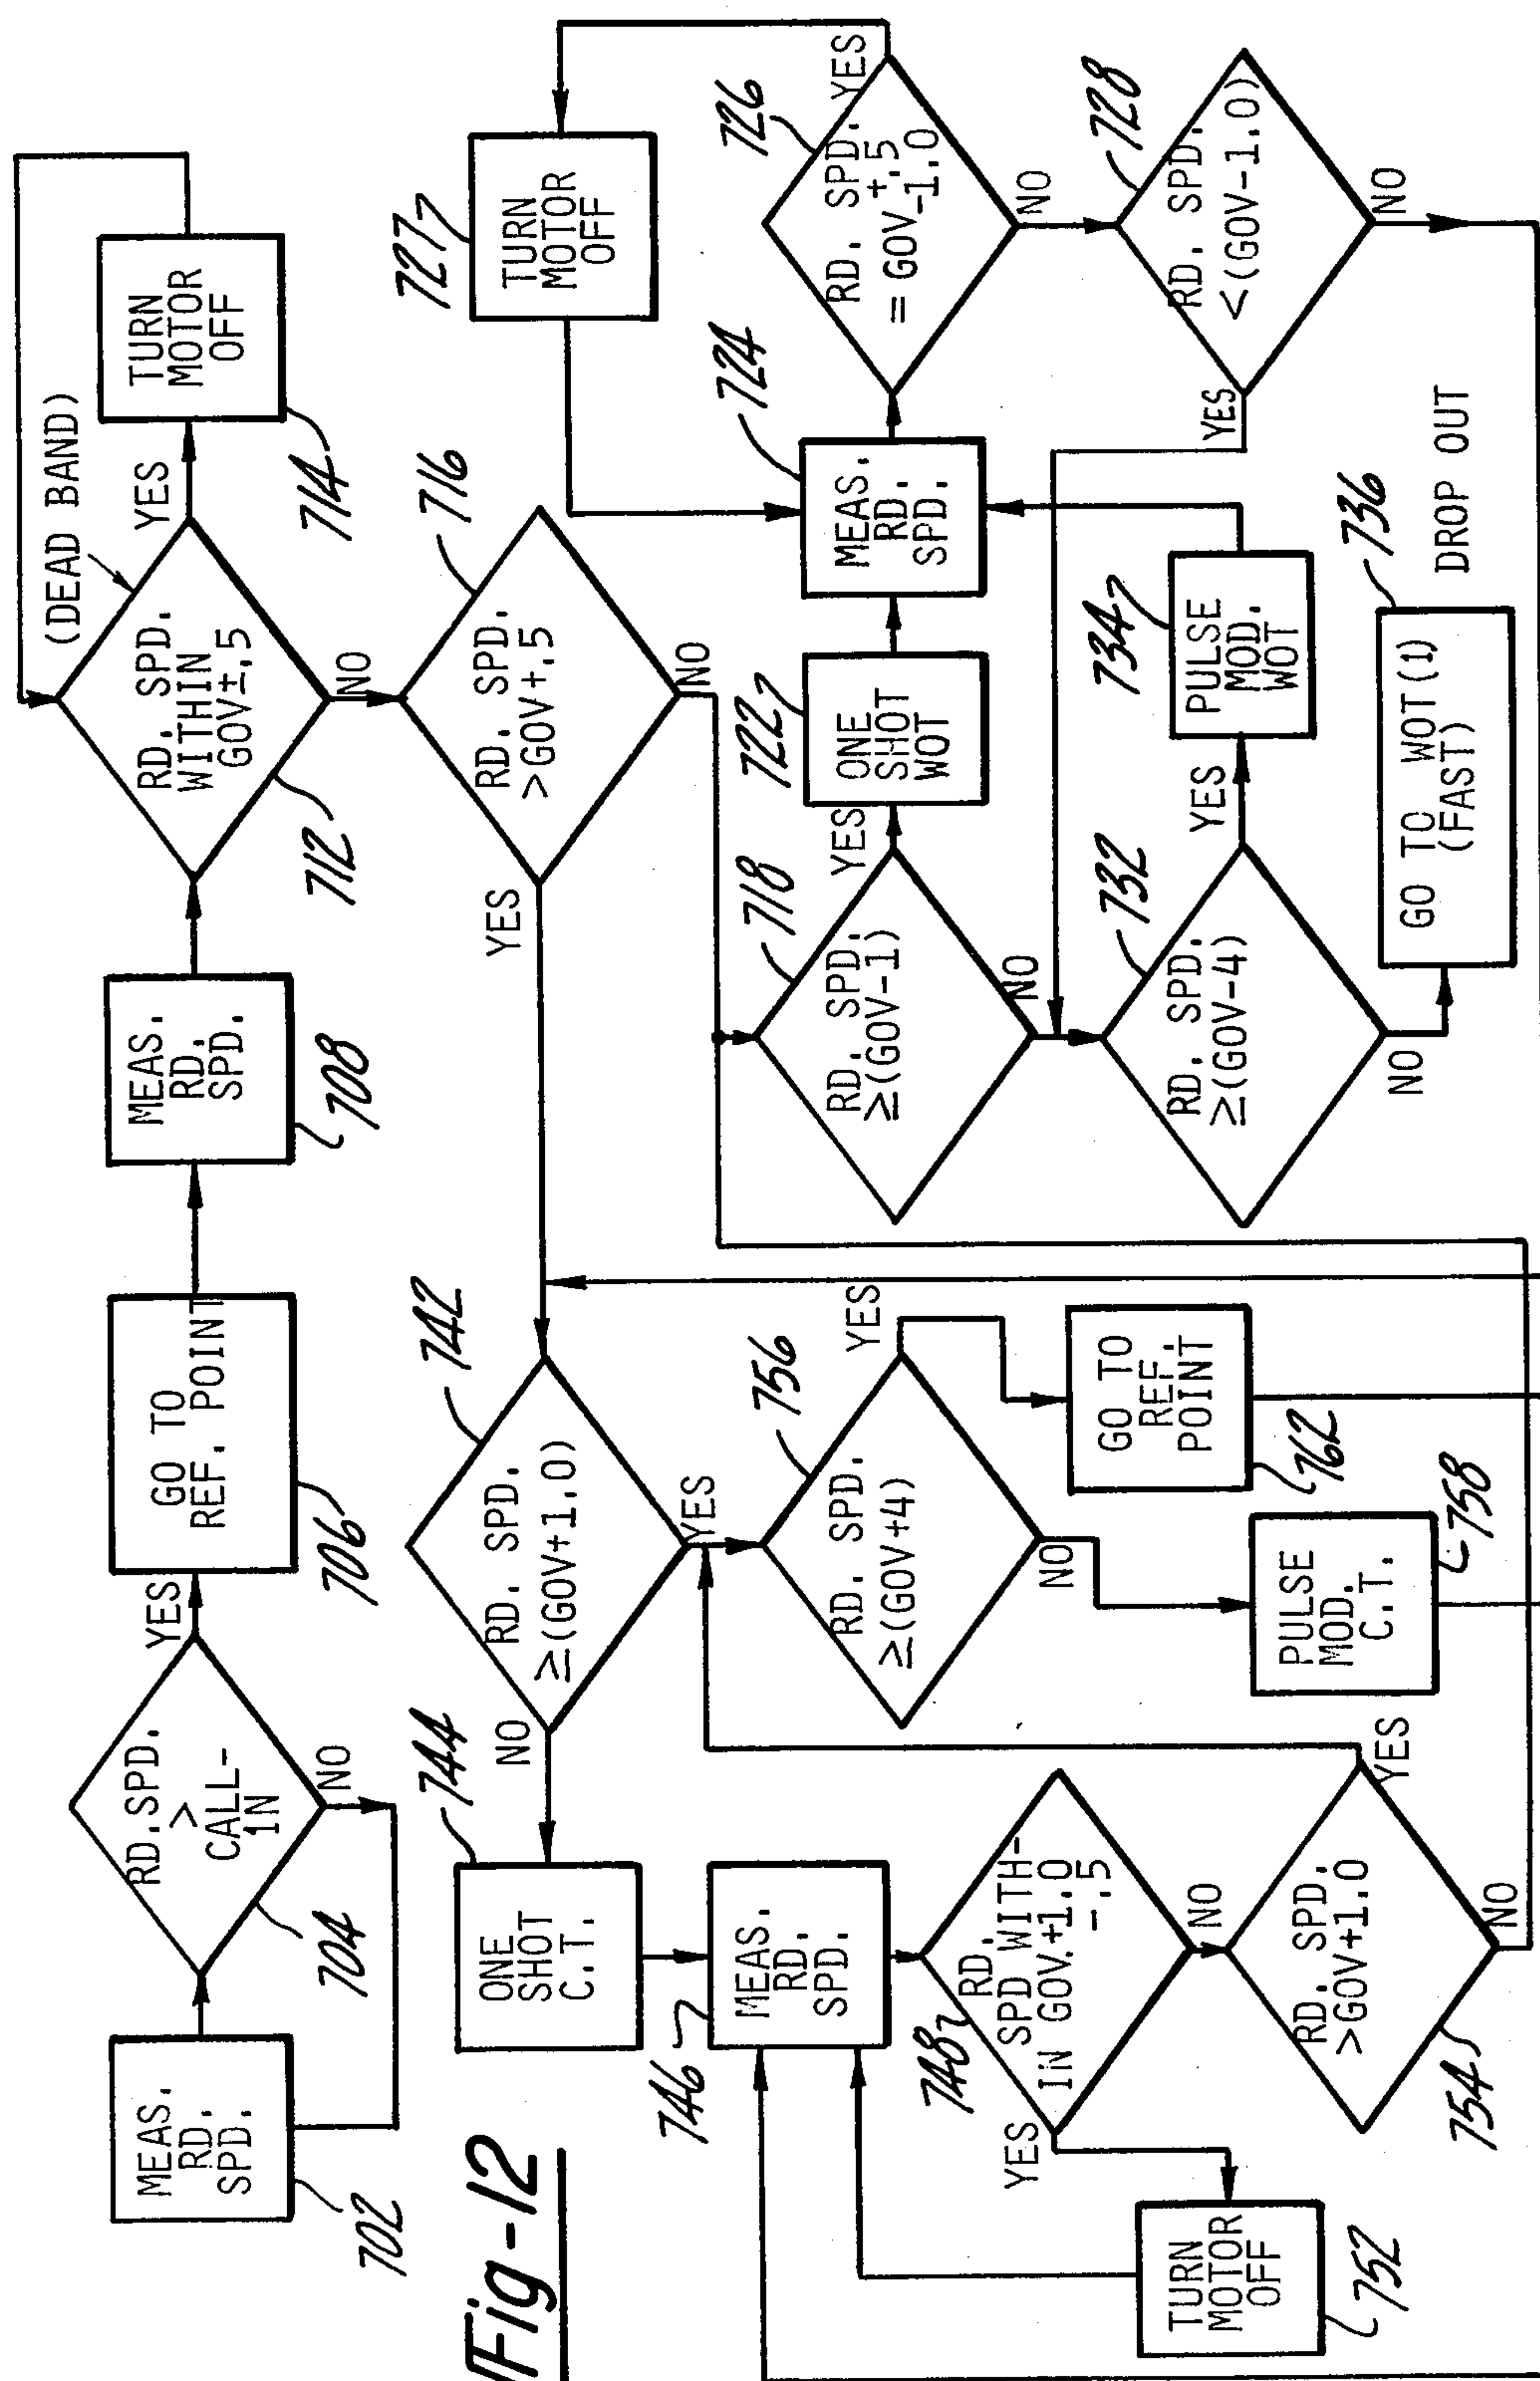 Fig-12
MEAS.
RD.
SPD.
702
RD.SPD.
>
CALL-
IN
704
YES
NO
GO TO
REF. POINT
706
MEAS.
RD.
SPD.
708
RD. SPD.
WITHIN
GOV±.5
712
(DEAD BAND)
YES
NO
TURN
MOTOR
OFF
714
RD. SPD.
>GOV+.5
716
YES
NO
RD. SPD.
≥(GOV-1)
718
YES
NO
ONE
SHOT
WOT
722
MEAS.
RD.
SPD.
724
RD. SPD.
+.5
= GOV
-1.0
726
YES
NO
TURN
MOTOR
OFF
727
RD. SPD.
<(GOV-1.0)
728
YES
NO
RD. SPD.
≥(GOV-4)
732
YES
NO
PULSE
MOD.
WOT
734
GO TO WOT(1)
(FAST)
736
DROP OUT
RD. SPD.
≥(GOV+1.0)
742
NO
YES
ONE
SHOT
C.T.
744
MEAS.
RD.
SPD.
746
RD.
SPD WITH-
IN GOV.+1.0
-.5
748
YES
NO
TURN
MOTOR
OFF
752
RD. SPD.
>GOV+1.0
754
YES
NO
RD. SPD.
≥(GOV+4)
756
YES
NO
PULSE
MOD.
C.T.
758
GO TO
REF.
POINT
762